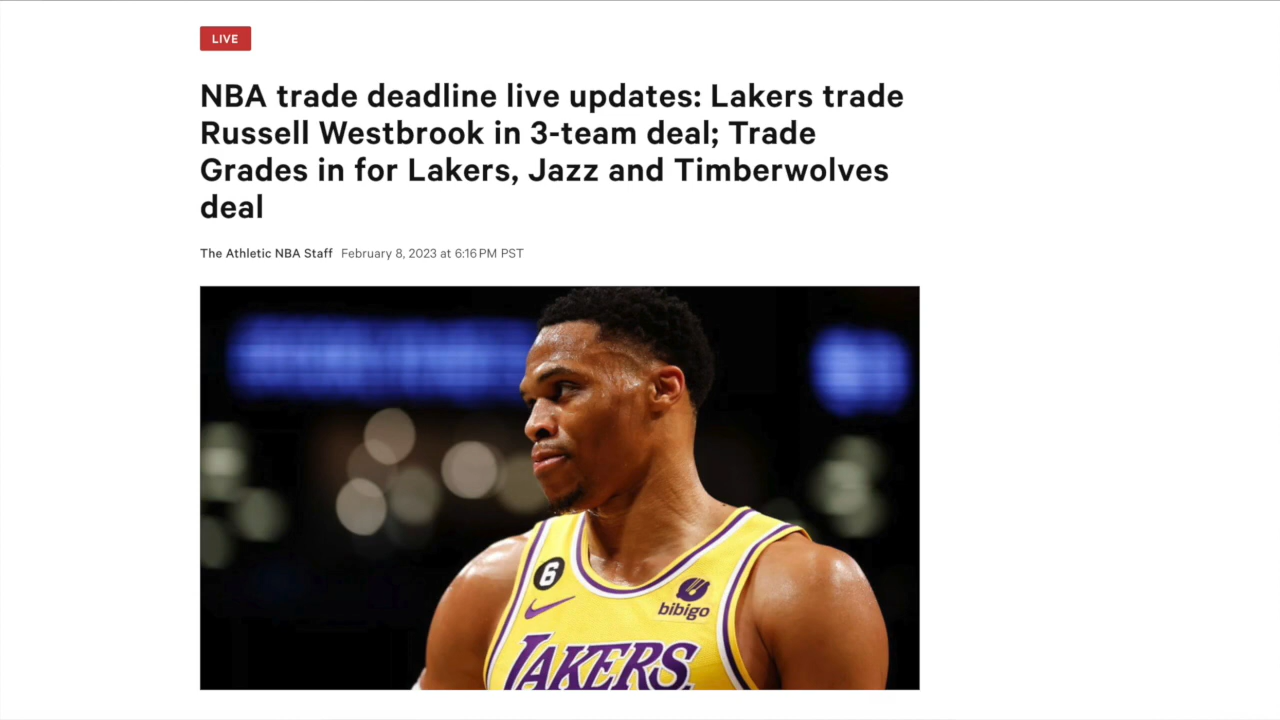 LIVE
NBA trade deadline live updates: Lakers trade
Russell Westbrook in 3-team deal; Trade
Grades in for Lakers, Jazz and Timberwolves
deal
The Athletic NBA Staff February 8, 2023 at 6:16 PM PST
6
bibigo
LAKERS